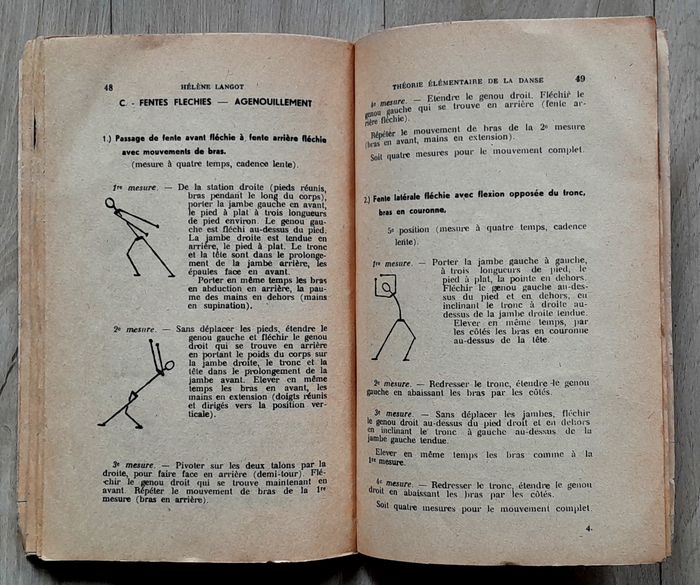 48
HÉLÈNE LANGOT
C. - FENTES FLECHIES — AGENOUILLEMENT
1.) Passage de fente avant fléchie à fente arrière fléchie
avec mouvements de bras.
(mesure à quatre temps, cadence lente).
1re mesure. — De la station droite (pieds réunis,
bras pendant le long du corps),
porter la jambe gauche en avant,
le pied à plat à trois longueurs
de pied environ. Le genou gau-
che est fléchi au-dessus du pied.
La jambe droite est tendue en
arrière, le pied à plat. Le tronc
et la tête sont dans le prolonge-
ment de la jambe arrière, les
épaules face en avant.
Porter en même temps les bras
en abduction en arrière, la pau-
me des mains en dehors (mains
en supination).
2e mesure. — Sans déplacer les pieds, étendre le
genou gauche et fléchir le genou
droit qui se trouve en arrière
en portant le poids du corps sur
la jambe droite, le tronc et la
tête dans le prolongement de la
jambe avant. Elever en même
temps les bras en avant, les
mains en extension (doigts réunis
et dirigés vers la position ver-
ticale).
3e mesure. — Pivoter sur les deux talons par la
droite, pour faire face en arrière (demi-tour). Flé-
chir le genou droit qui se trouve maintenant en
avant. Répéter le mouvement de bras de la 1re
mesure (bras en arrière).
THÉORIE ÉLÉMENTAIRE DE LA DANSE
49
4e mesure. — Etendre le genou droit. Fléchir le
genou gauche qui se trouve en arrière (fente ar-
rière fléchie).
Répéter le mouvement de bras de la 2e mesure
(bras en avant, mains en extension).
Soit quatre mesures pour le mouvement complet.
2.) Fente latérale fléchie avec flexion opposée du tronc,
bras en couronne.
5e position (mesure à quatre temps, cadence
lente).
1re mesure. — Porter la jambe gauche à gauche,
à trois longueurs de pied, le
pied à plat, la pointe en dehors.
Fléchir le genou gauche au-des-
sus du pied et en dehors, en
inclinant le tronc à droite au-
dessus de la jambe droite tendue.
Elever en même temps, par
les côtés les bras en couronne
au-dessus de la tête.
2e mesure. — Redresser le tronc, étendre le genou
gauche en abaissant les bras par les côtés.
3e mesure. — Sans déplacer les jambes, fléchir
le genou droit au-dessus du pied droit et en dehors
en inclinant le tronc à gauche au-dessus de la
jambe gauche tendue.
Elever en même temps les bras comme à la
1re mesure.
4e mesure. — Redresser le tronc, étendre le genou
droit en abaissant les bras par les côtés.
Soit quatre mesures pour le mouvement complet.
4.